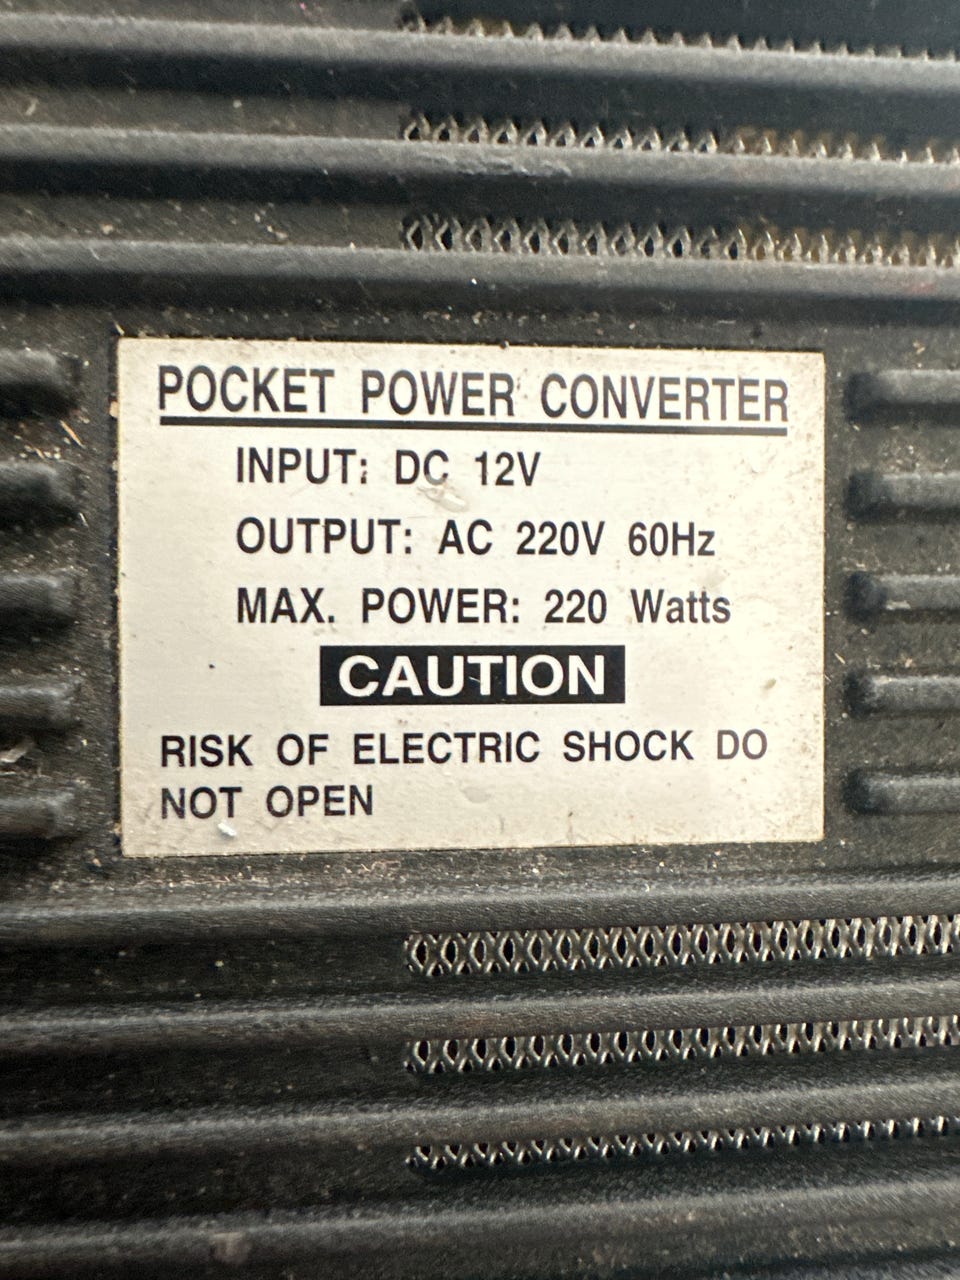 POCKET POWER CONVERTER
INPUT: DC 12V
OUTPUT: AC 220V 60Hz
MAX. POWER: 220 Watts
CAUTION
RISK OF ELECTRIC SHOCK DO
NOT OPEN